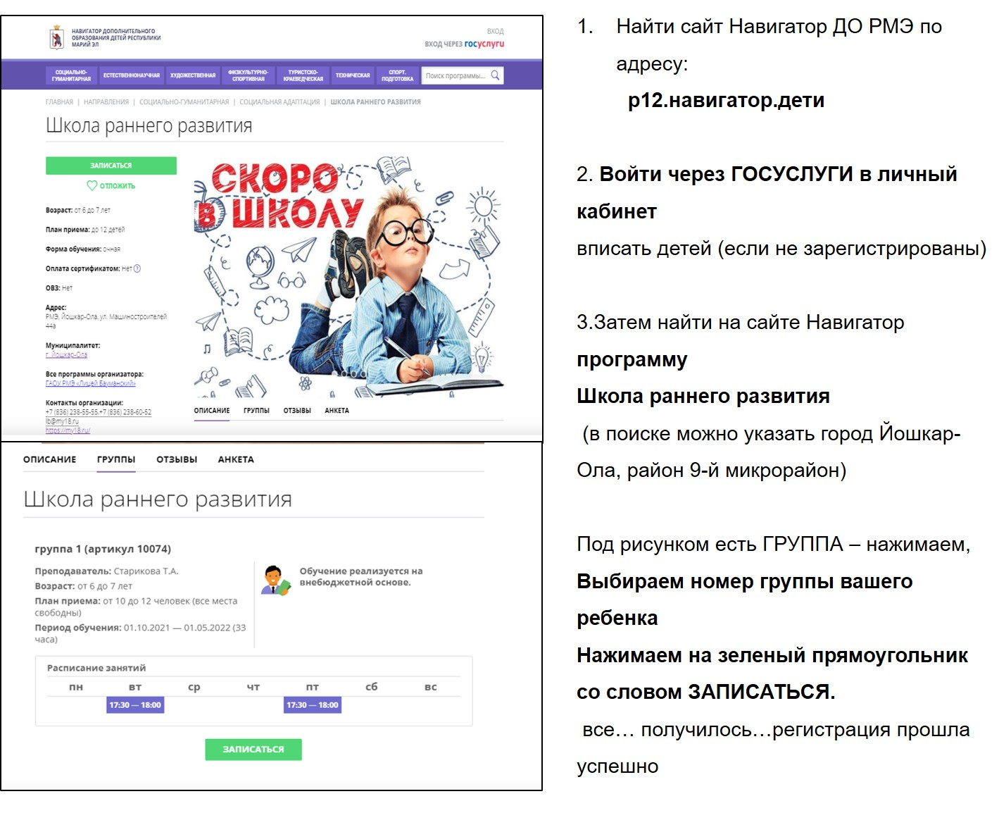 НАВИГАТОР ДОПОЛНИТЕЛЬНОГО
ОБРАЗОВАНИЯ ДЕТЕЙ РЕСПУБЛИКИ
МАРИЙ ЭЛ
ВХОД
ВХОД ЧЕРЕЗ госуслуги
СОЦИАЛЬНО-ГУМАНИТАРНАЯ
ЕСТЕСТВЕННОНАУЧНАЯ
ХУДОЖЕСТВЕННАЯ
ФИЗКУЛЬТУРНО-СПОРТИВНАЯ
ТУРИСТСКО-КРАЕВЕДЧЕСКАЯ
ТЕХНИЧЕСКАЯ
СПОРТ. ПОДГОТОВКА
Поиск программы...
ГЛАВНАЯ | НАПРАВЛЕНИЯ | СОЦИАЛЬНО-ГУМАНИТАРНАЯ | СОЦИАЛЬНАЯ АДАПТАЦИЯ | ШКОЛА РАННЕГО РАЗВИТИЯ
Школа раннего развития
ЗАПИСАТЬСЯ
ОТЛОЖИТЬ
Возраст: от 6 до 7 лет
План приема: до 12 детей
Форма обучения: очная
Оплата сертификатом: Нет ?
ОВЗ: Нет
Адрес:
РМЭ, Йошкар-Ола, ул. Машиностроителей
44а
Муниципалитет:
г. Йошкар-Ола
Все программы организатора:
ГАОУ РМЭ «Лицей Бауманский»
Контакты организации:
+7 (836) 238-55-55,+7 (836) 238-60-52
lb@my18.ru
https://my18.ru/
СКОРО
В ШКОЛУ
ОПИСАНИЕ ГРУППЫ ОТЗЫВЫ АНКЕТА
ОПИСАНИЕ ГРУППЫ ОТЗЫВЫ АНКЕТА
Школа раннего развития
группа 1 (артикул 10074)
Преподаватель: Старикова Т.А.
Возраст: от 6 до 7 лет
План приема: от 10 до 12 человек (все места
свободны)
Период обучения: 01.10.2021 — 01.05.2022 (33
часа)
Обучение реализуется на
внебюджетной основе.
Расписание занятий
пн вт ср чт пт сб вс
17:30 — 18:00 17:30 — 18:00
ЗАПИСАТЬСЯ
1. Найти сайт Навигатор ДО РМЭ по
адресу:
р12.навигатор.дети
2. Войти через ГОСУСЛУГИ в личный
кабинет
вписать детей (если не зарегистрированы)
3.Затем найти на сайте Навигатор
программу
Школа раннего развития
(в поиске можно указать город Йошкар-
Ола, район 9-й микрорайон)
Под рисунком есть ГРУППА – нажимаем,
Выбираем номер группы вашего
ребенка
Нажимаем на зеленый прямоугольник
со словом ЗАПИСАТЬСЯ.
все… получилось…регистрация прошла
успешно